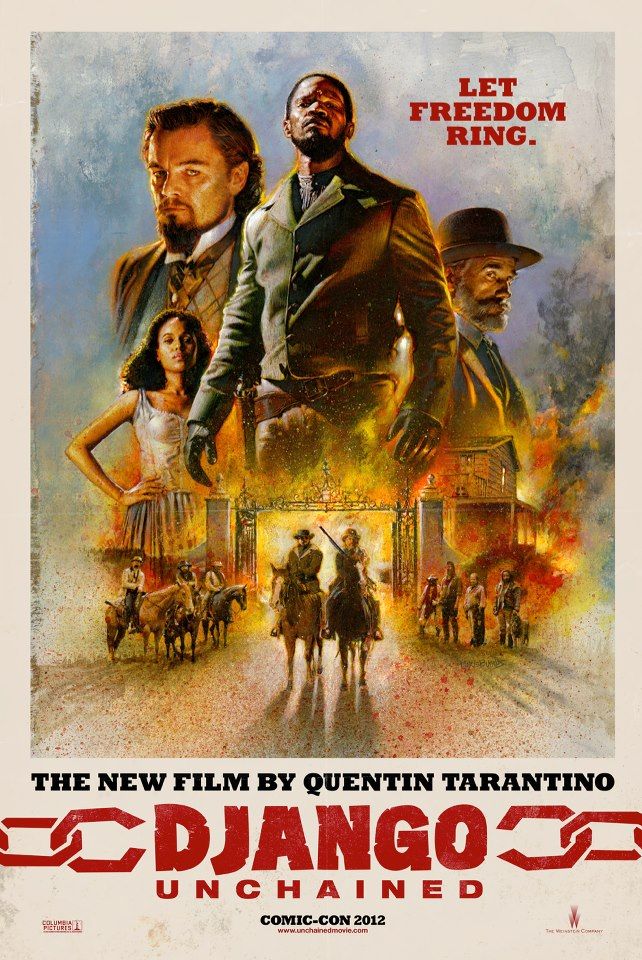 LET
FREEDOM
RING.
THE NEW FILM BY QUENTIN TARANTINO
DJANGO
UNCHAINED
COMIC-CON 2012
www.unchainedmovie.com
COLUMBIA
PICTURES
THE WEINSTEIN COMPANY